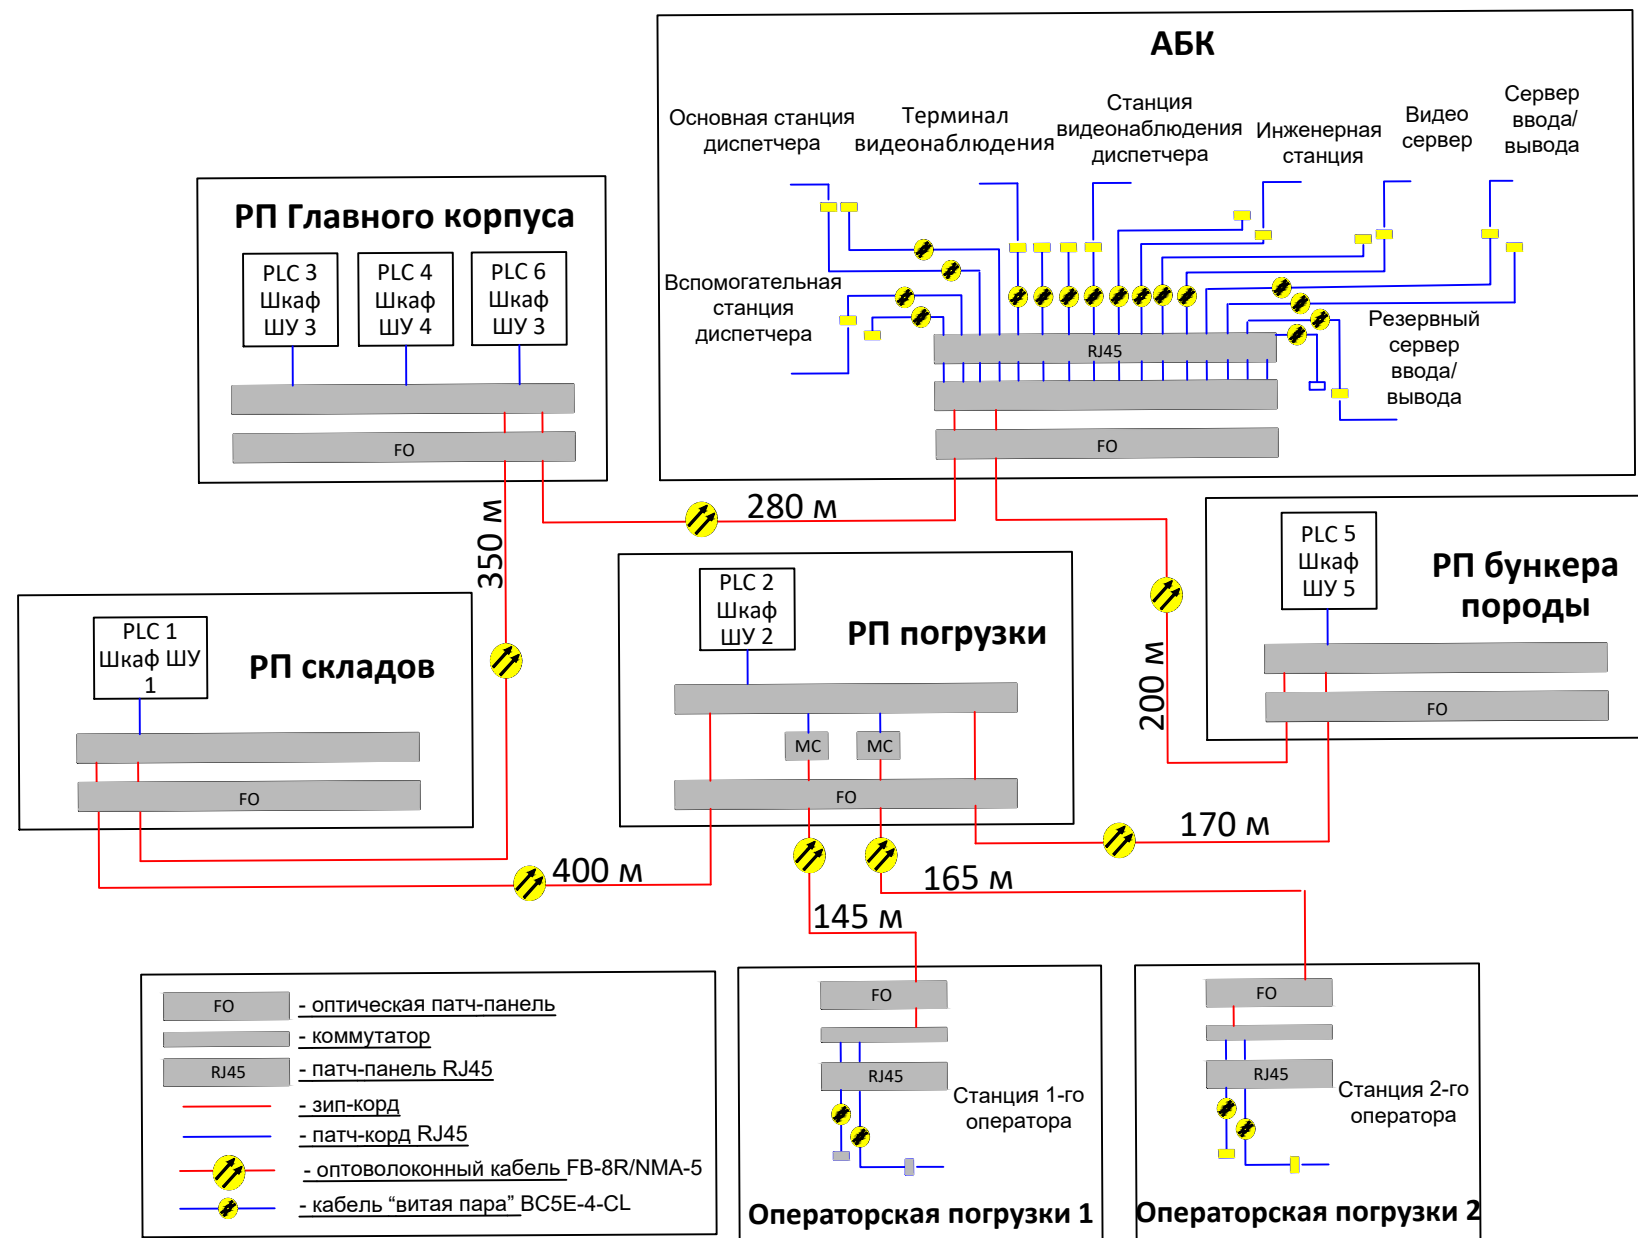 АБК
Основная станция
диспетчера
Терминал
видеонаблюдения
Станция
видеонаблюдения
диспетчера
Инженерная
станция
Видео
сервер
Сервер
ввода/
вывода
Вспомогательная
станция
диспетчера
Резервный
сервер
ввода/
вывода
RJ45
FO
РП Главного корпуса
PLC 3
Шкаф
ШУ 3
PLC 4
Шкаф
ШУ 4
PLC 6
Шкаф
ШУ 3
FO
350 м
280 м
200 м
РП складов
PLC 1
Шкаф ШУ
1
FO
РП погрузки
PLC 2
Шкаф
ШУ 2
МС
МС
FO
РП бункера
породы
PLC 5
Шкаф
ШУ 5
FO
400 м
170 м
165 м
145 м
FO
- оптическая патч-панель
- коммутатор
RJ45
- патч-панель RJ45
- зип-корд
- патч-корд RJ45
- оптоволоконный кабель FB-8R/NMA-5
- кабель “витая пара” BC5E-4-CL
FO
RJ45
Станция 1-го
оператора
Операторская погрузки 1
FO
RJ45
Станция 2-го
оператора
Операторская погрузки 2